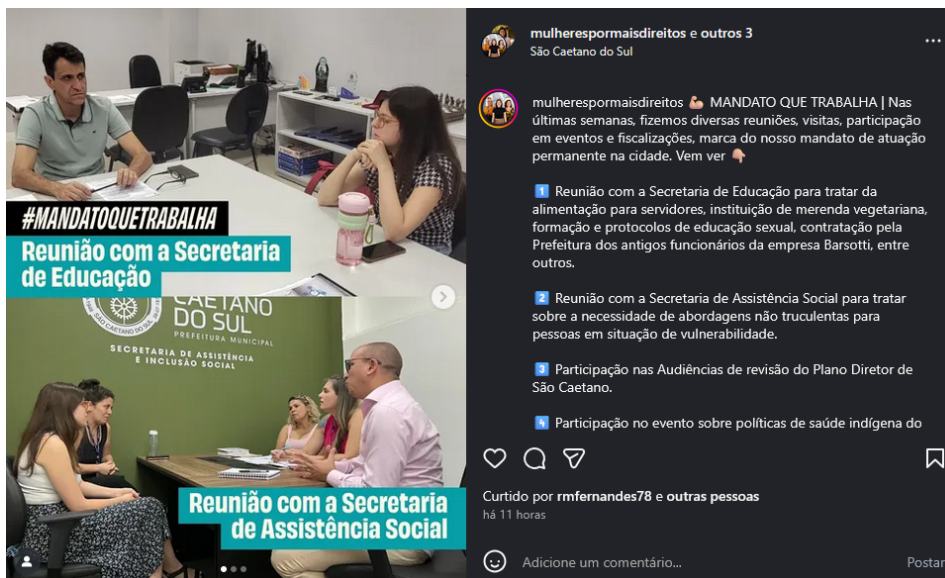 #MANDATOQUETRABALHA
Reunião com a Secretaria
de Educação
CAETANO
DO SUL
PREFEITURA MUNICIPAL
SECRETARIA DE ASSISTÊNCIA
E INCLUSÃO SOCIAL
SÃO CAETANO DO SUL
Reunião com a Secretaria
de Assistência Social
mulherespormaisdireitos e outros 3
São Caetano do Sul
mulherespormaisdireitos 💪🏼 MANDATO QUE TRABALHA | Nas
últimas semanas, fizemos diversas reuniões, visitas, participação
em eventos e fiscalizações, marca do nosso mandato de atuação
permanente na cidade. Vem ver 👇🏼
1️⃣ Reunião com a Secretaria de Educação para tratar da
alimentação para servidores, instituição de merenda vegetariana,
formação e protocolos de educação sexual, contratação pela
Prefeitura dos antigos funcionários da empresa Barsotti, entre
outros.
2️⃣ Reunião com a Secretaria de Assistência Social para tratar
sobre a necessidade de abordagens não truculentas para
pessoas em situação de vulnerabilidade.
3️⃣ Participação nas Audiências de revisão do Plano Diretor de
São Caetano.
4️⃣ Participação no evento sobre políticas de saúde indígena do
Curtido por rmfernandes78 e outras pessoas
há 11 horas
Adicione um comentário...
Postar